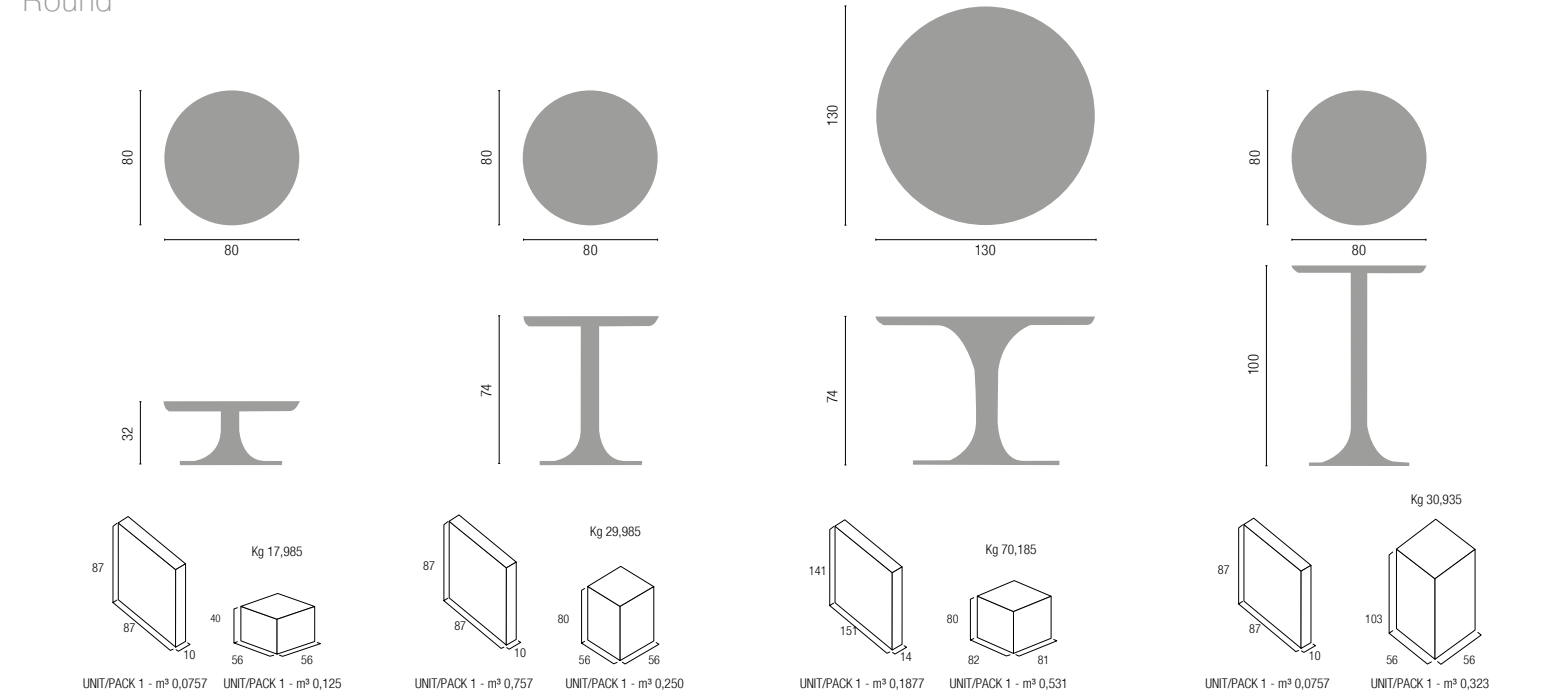 Round
80
80
80
80
130
130
80
80
32
74
74
100
87
87
10
Kg 17,985
40
56
56
87
87
10
Kg 29,985
80
56
56
141
151
14
Kg 70,185
80
82
81
87
87
10
Kg 30,935
103
56
56
UNIT/PACK 1 - m³ 0,0757
UNIT/PACK 1 - m³ 0,125
UNIT/PACK 1 - m³ 0,757
UNIT/PACK 1 - m³ 0,250
UNIT/PACK 1 - m³ 0,1877
UNIT/PACK 1 - m³ 0,531
UNIT/PACK 1 - m³ 0,0757
UNIT/PACK 1 - m³ 0,323